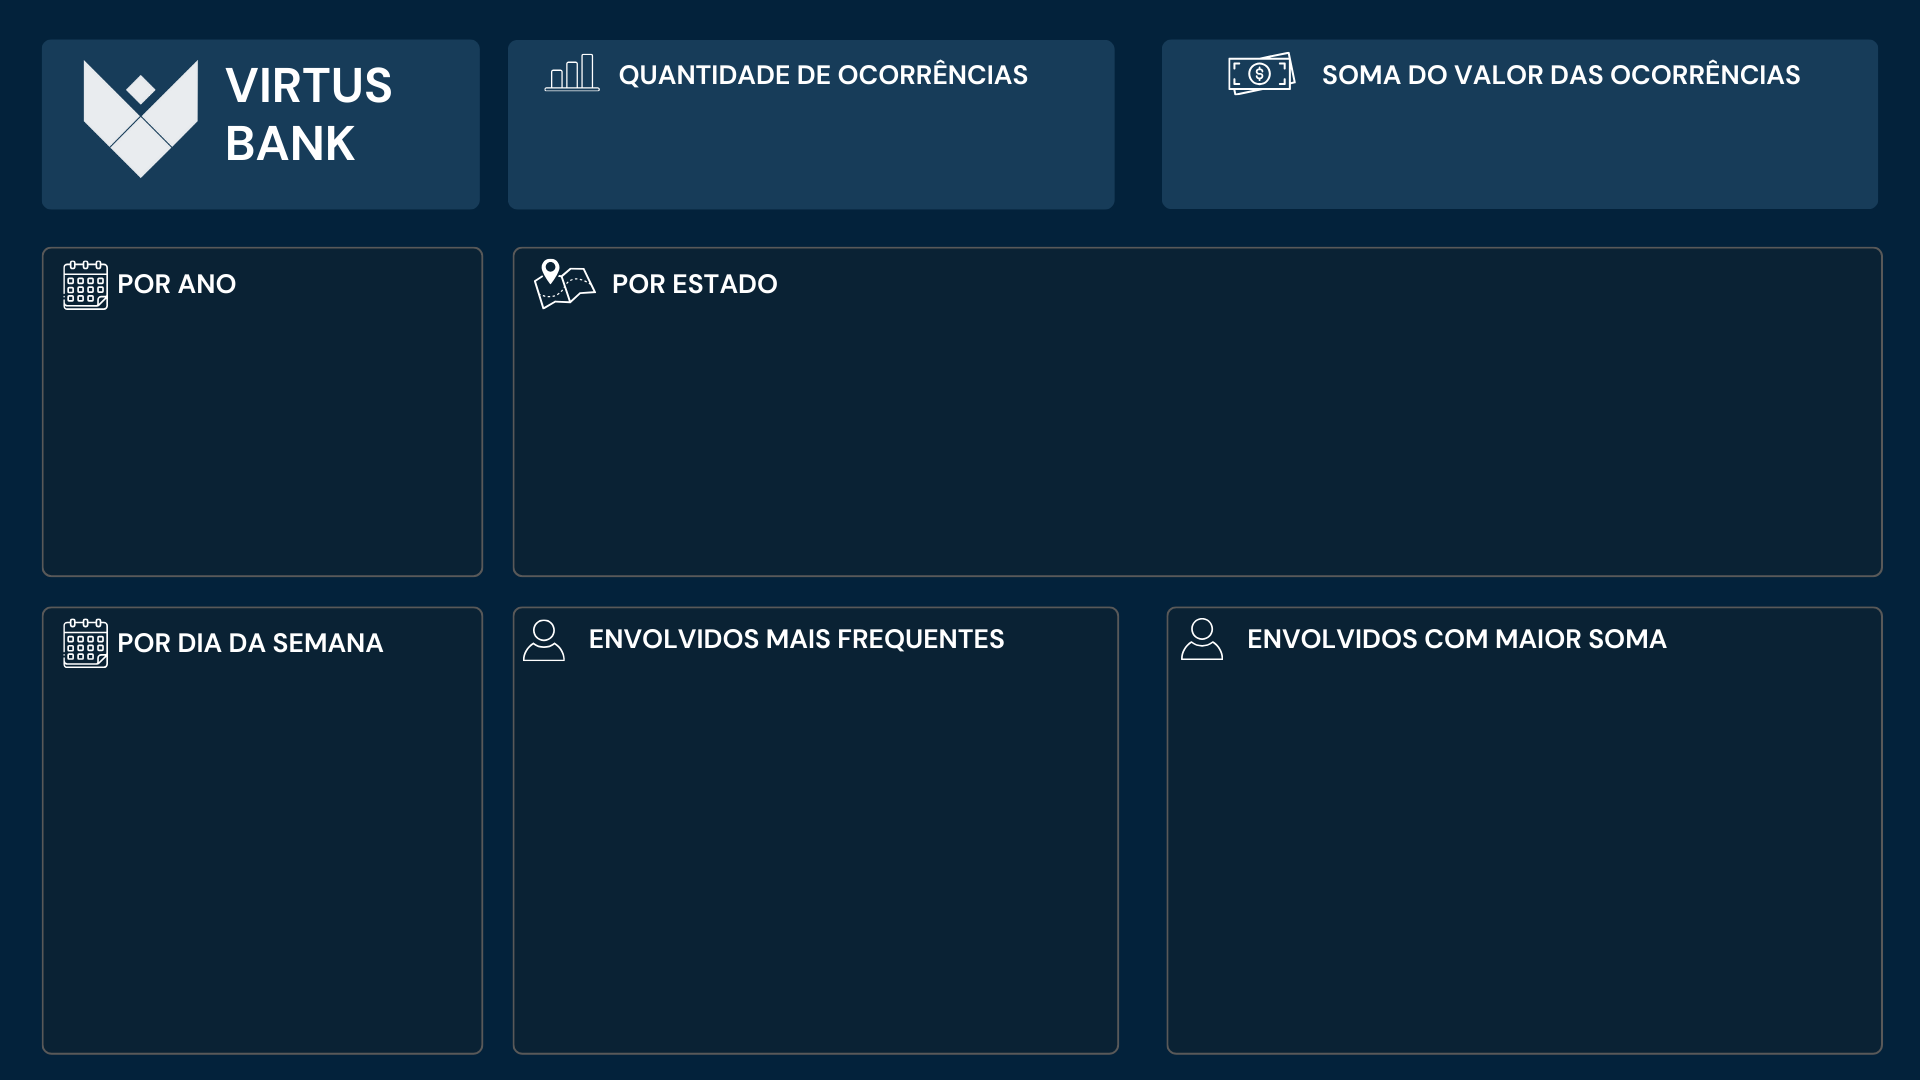 VIRTUS
BANK
QUANTIDADE DE OCORRÊNCIAS
SOMA DO VALOR DAS OCORRÊNCIAS
POR ANO
POR ESTADO
POR DIA DA SEMANA
ENVOLVIDOS MAIS FREQUENTES
ENVOLVIDOS COM MAIOR SOMA